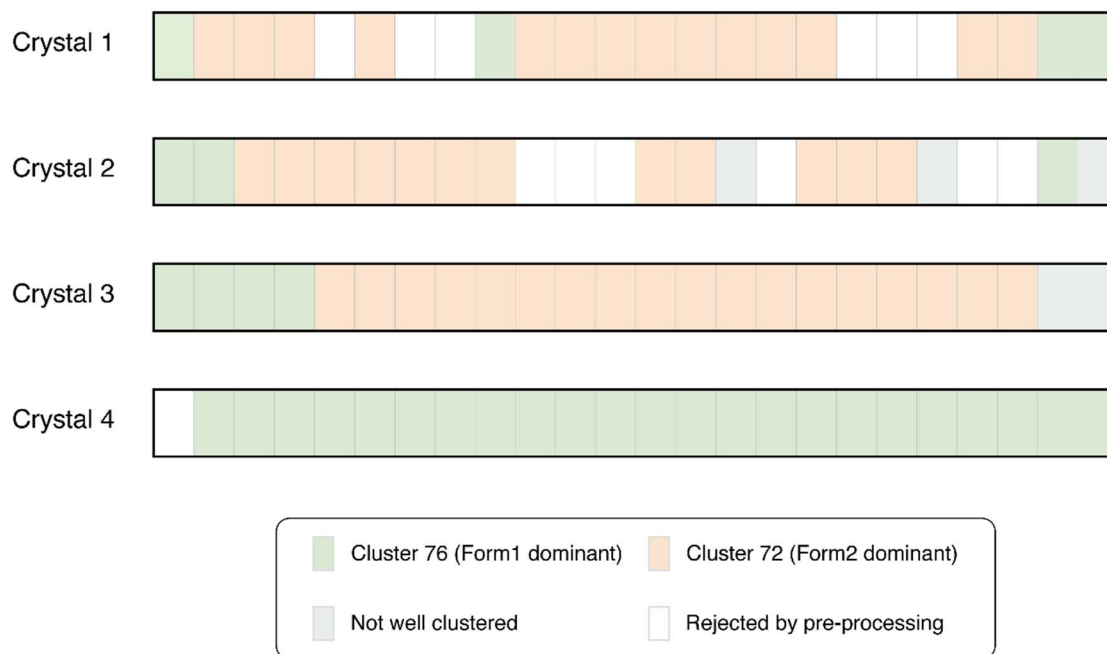 Crystal 1
Crystal 2
Crystal 3
Crystal 4
Cluster 76 (Form1 dominant) Cluster 72 (Form2 dominant)
Not well clustered Rejected by pre-processing